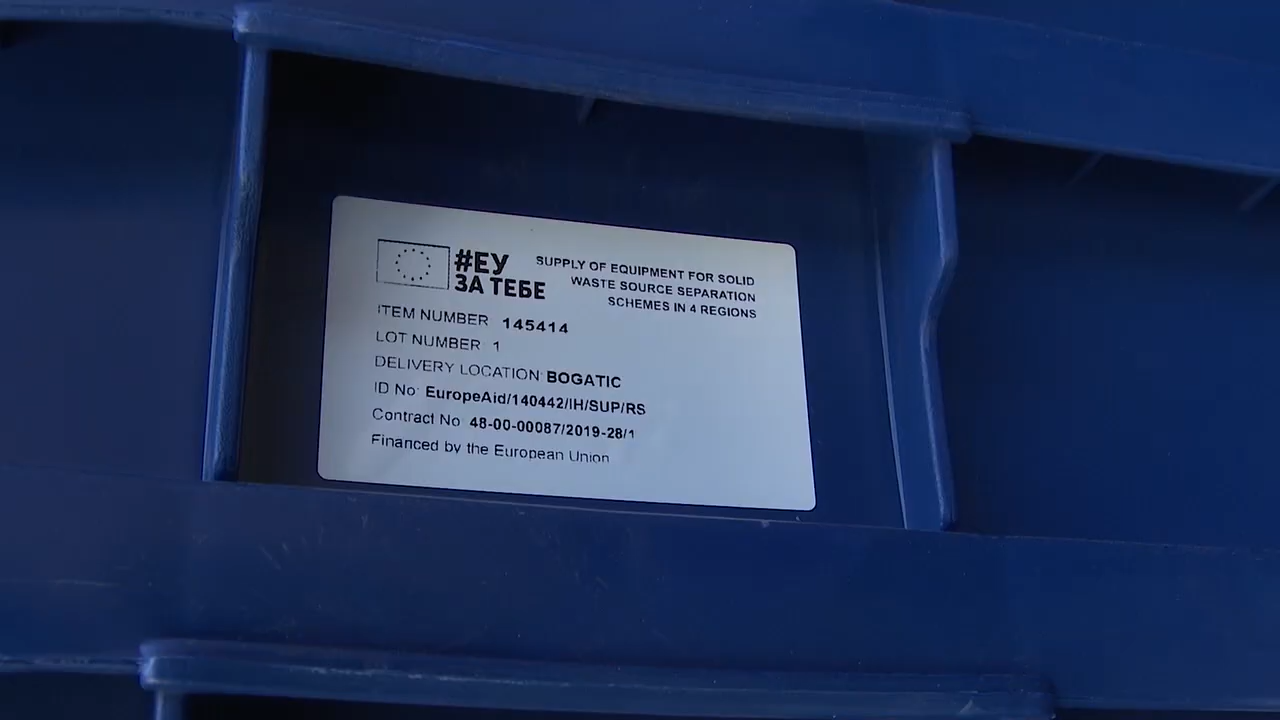 #ЕУ
ЗА ТЕБЕ
SUPPLY OF EQUIPMENT FOR SOLID
WASTE SOURCE SEPARATION
SCHEMES IN 4 REGIONS
ITEM NUMBER 145414
LOT NUMBER 1
DELIVERY LOCATION: BOGATIC
ID No: EuropeAid/140442/IH/SUP/RS
Contract No 48-00-00087/2019-28/1
Financed by the European Union